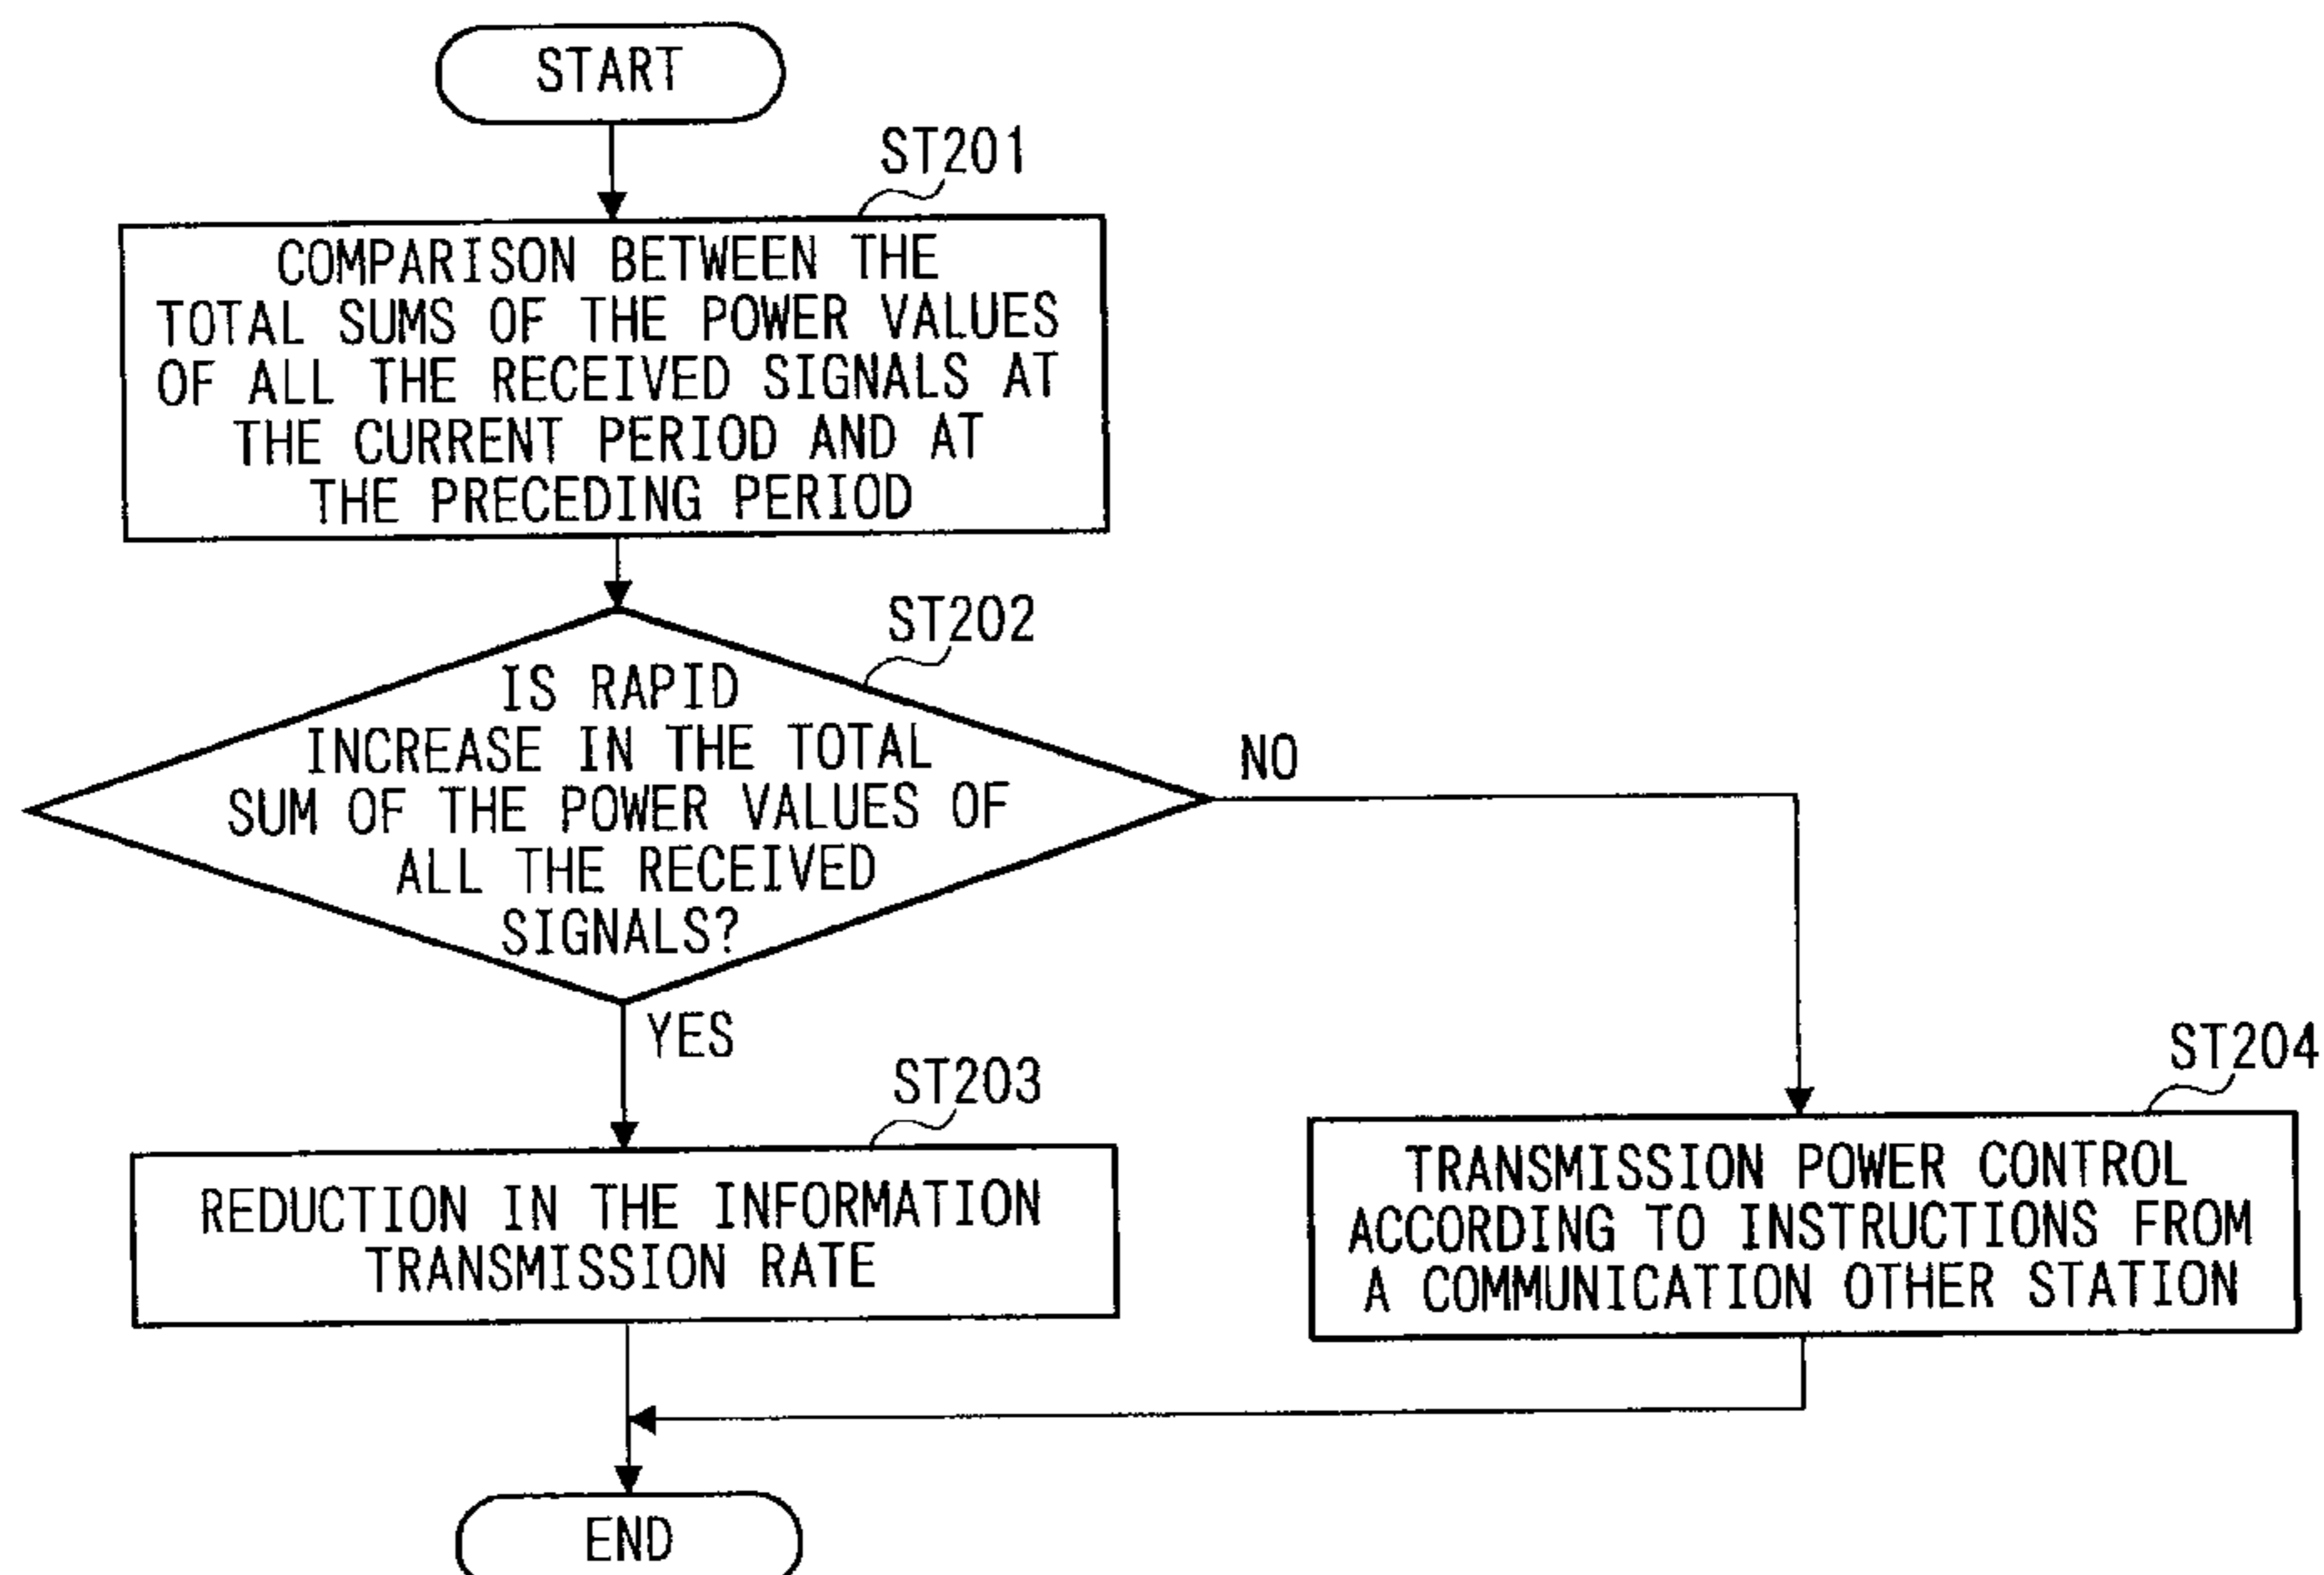 START
ST201
COMPARISON BETWEEN THE
TOTAL SUMS OF THE POWER VALUES
OF ALL THE RECEIVED SIGNALS AT
THE CURRENT PERIOD AND AT
THE PRECEDING PERIOD
ST202
IS RAPID
INCREASE IN THE TOTAL
SUM OF THE POWER VALUES OF
ALL THE RECEIVED
SIGNALS?
NO
YES
ST203
REDUCTION IN THE INFORMATION
TRANSMISSION RATE
ST204
TRANSMISSION POWER CONTROL
ACCORDING TO INSTRUCTIONS FROM
A COMMUNICATION OTHER STATION
END